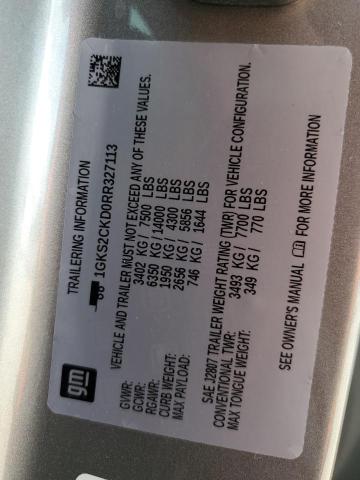 gm
TRAILERING INFORMATION
1GKS2CKD0RR327113
VEHICLE AND TRAILER MUST NOT EXCEED ANY OF THESE VALUES.
GVWR: 3402 KG/ 7500 LBS
GCWR: 6350 KG/14000 LBS
RGAWR: 1950 KG/ 4300 LBS
CURB WEIGHT: 2656 KG/ 5856 LBS
MAX PAYLOAD: 746 KG/ 1644 LBS
SAE J2807 TRAILER WEIGHT RATING (TWR) FOR VEHICLE CONFIGURATION.
CONVENTIONAL TWR: 3493 KG/ 7700 LBS
MAX TONGUE WEIGHT: 349 KG/ 770 LBS
SEE OWNER'S MANUAL FOR MORE INFORMATION